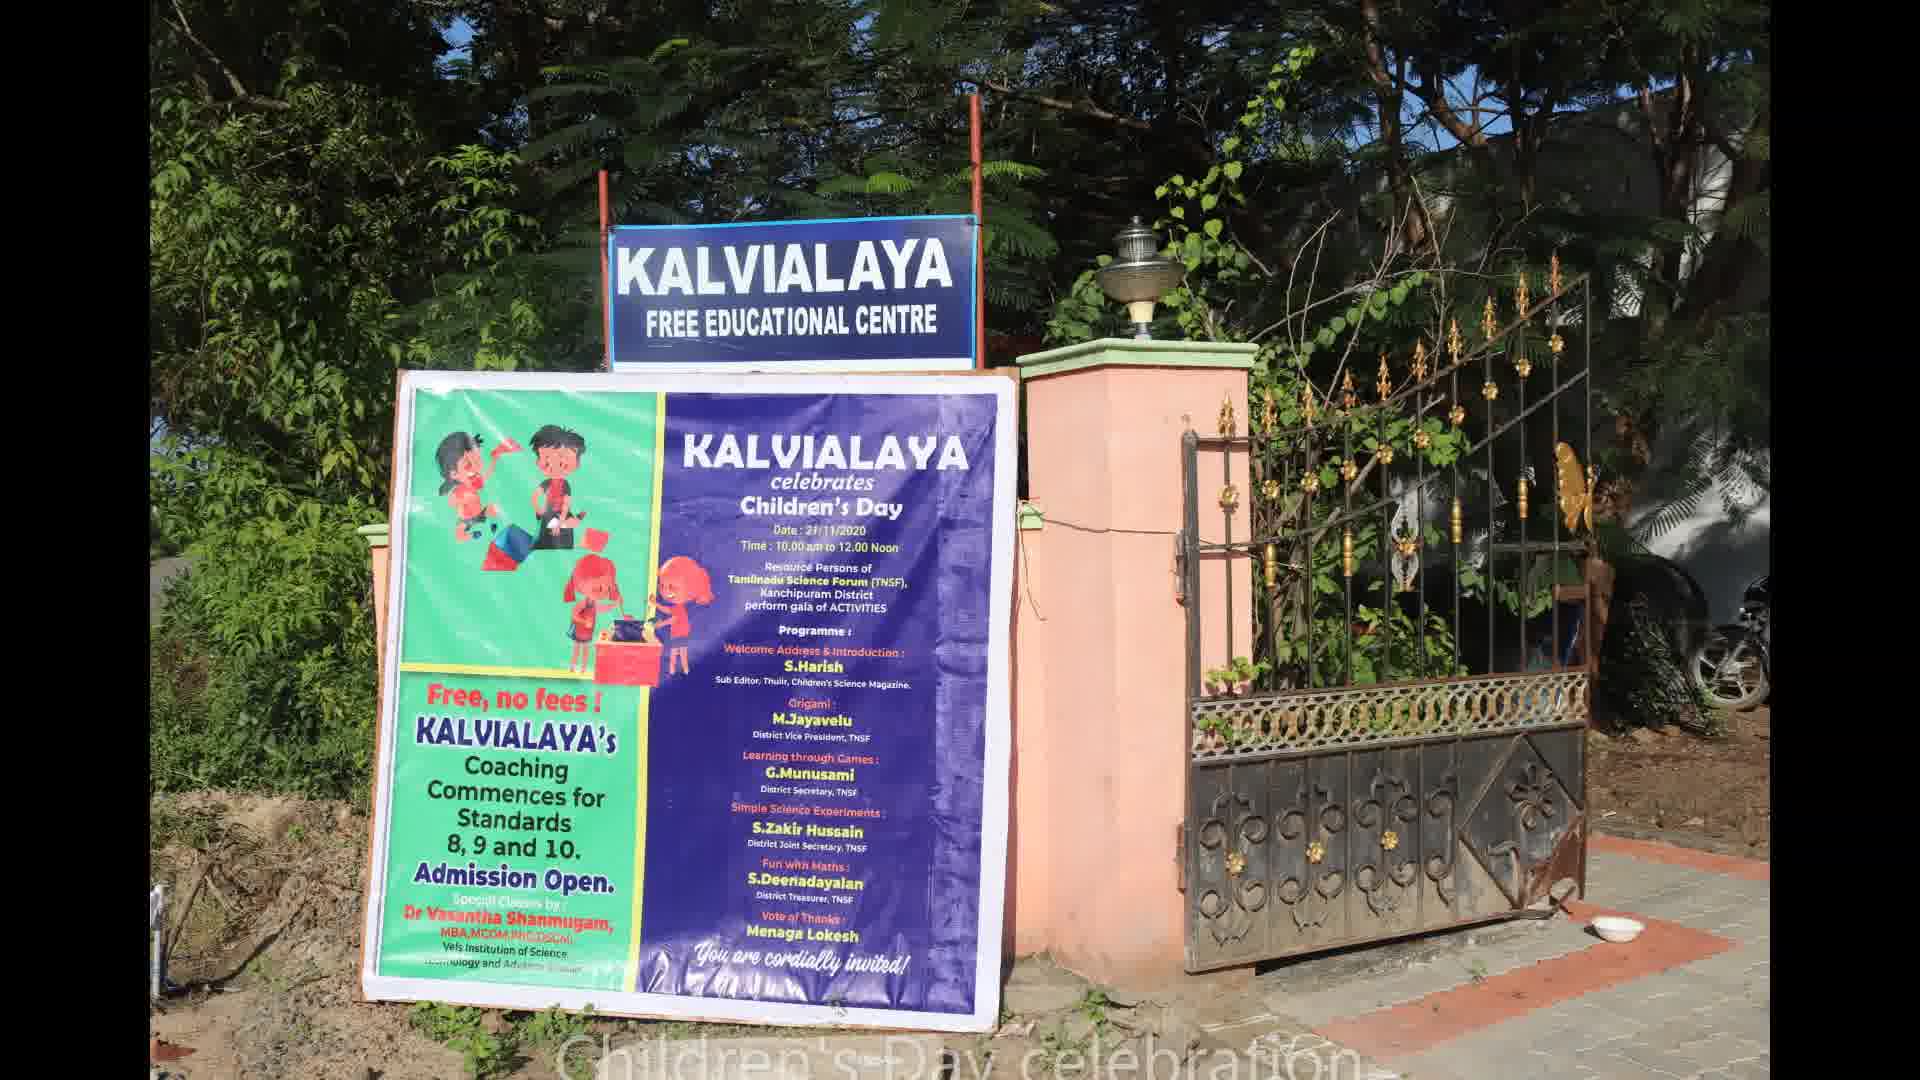 KALVIALAYA
FREE EDUCATIONAL CENTRE
KALVIALAYA
celebrates
Children's Day
Date : 21/11/2020
Time : 10.00 am to 12.00 Noon
Resource Persons of
Tamilnadu Science Forum (TNSF),
Kanchipuram District
perform gala of ACTIVITIES
Programme :
Welcome Address & Introduction :
S.Harish
Sub Editor, Thulir, Children's Science Magazine.
Origami :
M.Jayavelu
District Vice President, TNSF
Learning through Games :
G.Munusami
District Secretary, TNSF
Simple Science Experiments :
S.Zakir Hussain
District Joint Secretary, TNSF
Fun with Maths :
S.Deenadayalan
District Treasurer, TNSF
Vote of Thanks :
Menaga Lokesh
You are cordially invited!
Free, no fees !
KALVIALAYA's
Coaching
Commences for
Standards
8, 9 and 10.
Admission Open.
Special Classes by :
Dr Vasantha Shanmugam,
MBA,MCOM,
Vels Institution of Science
and
Children's Day celebration